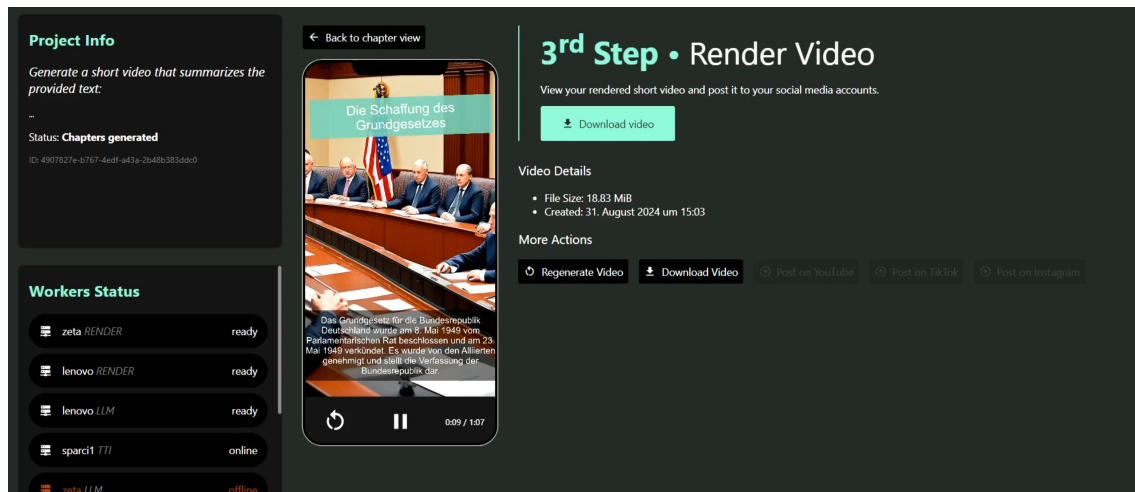 Project Info
Generate a short video that summarizes the
provided text:
...
Status: Chapters generated
ID: 4907827e-b767-4edf-a43a-2b48b383ddc0
Workers Status
zeta RENDER ready
lenovo RENDER ready
lenovo LLM ready
sparci1 TTI online
zeta LLM offline
Back to chapter view
Die Schaffung des
Grundgesetzes
Das Grundgesetz für die Bundesrepublik
Deutschland wurde am 8. Mai 1949 vom
Parlamentarischen Rat beschlossen und am 23.
Mai 1949 verkündet. Es wurde von den Alliierten
genehmigt und stellt die Verfassung der
Bundesrepublik dar.
0:09 / 1:07
3rd Step • Render Video
View your rendered short video and post it to your social media accounts.
Download video
Video Details
• File Size: 18.83 MiB
• Created: 31. August 2024 um 15:03
More Actions
Regenerate Video Download Video Post on YouTube Post on TikTok Post on Instagram